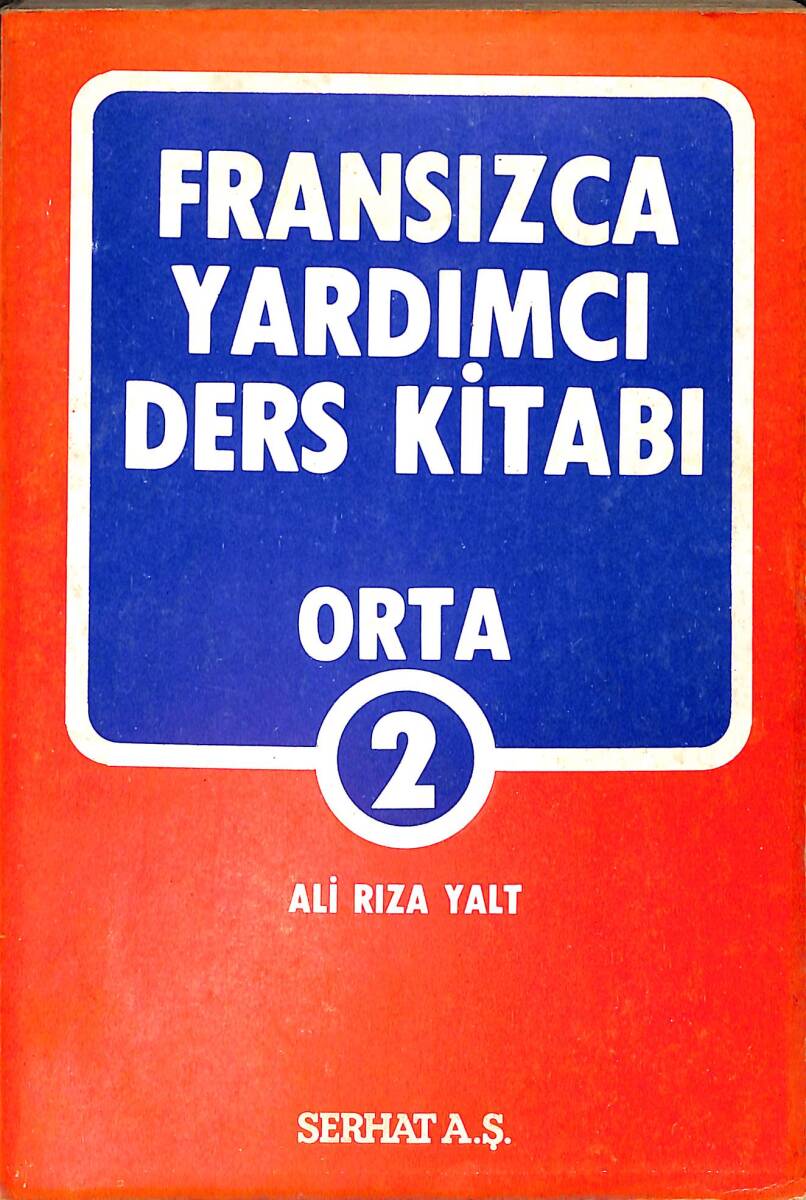 FRANSIZCA
YARDIMCI
DERS KİTABI
ORTA
2
ALİ RIZA YALT
SERHAT A.Ş.